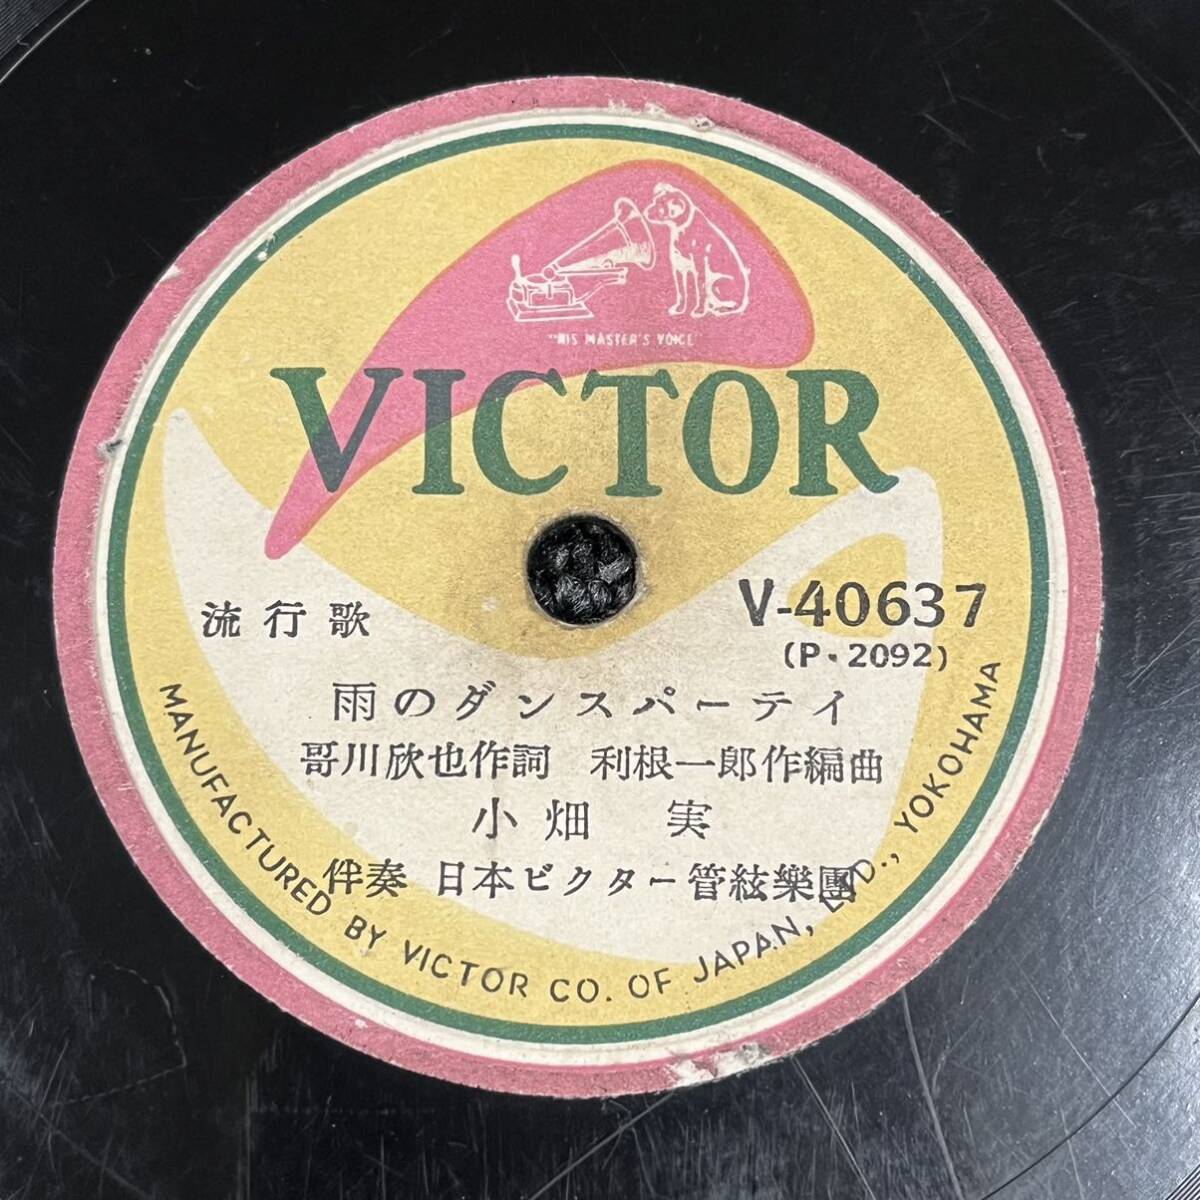 "HIS MASTER'S VOICE"
VICTOR
流行歌
V-40637
(P・2092)
雨のダンスパーテイ
哥川欣也作詞 利根一郎作編曲
小畑 実
伴奏 日本ビクター管絃樂團
MANUFACTURED BY VICTOR CO. OF JAPAN, LTD., YOKOHAMA